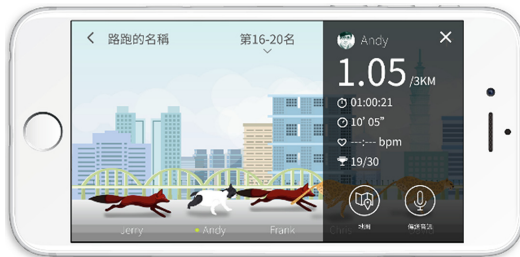 路跑的名稱
第16-20名
Andy
1.05/3KM
01:00:21
10' 05"
---:--- bpm
19/30
Jerry
Andy
Frank